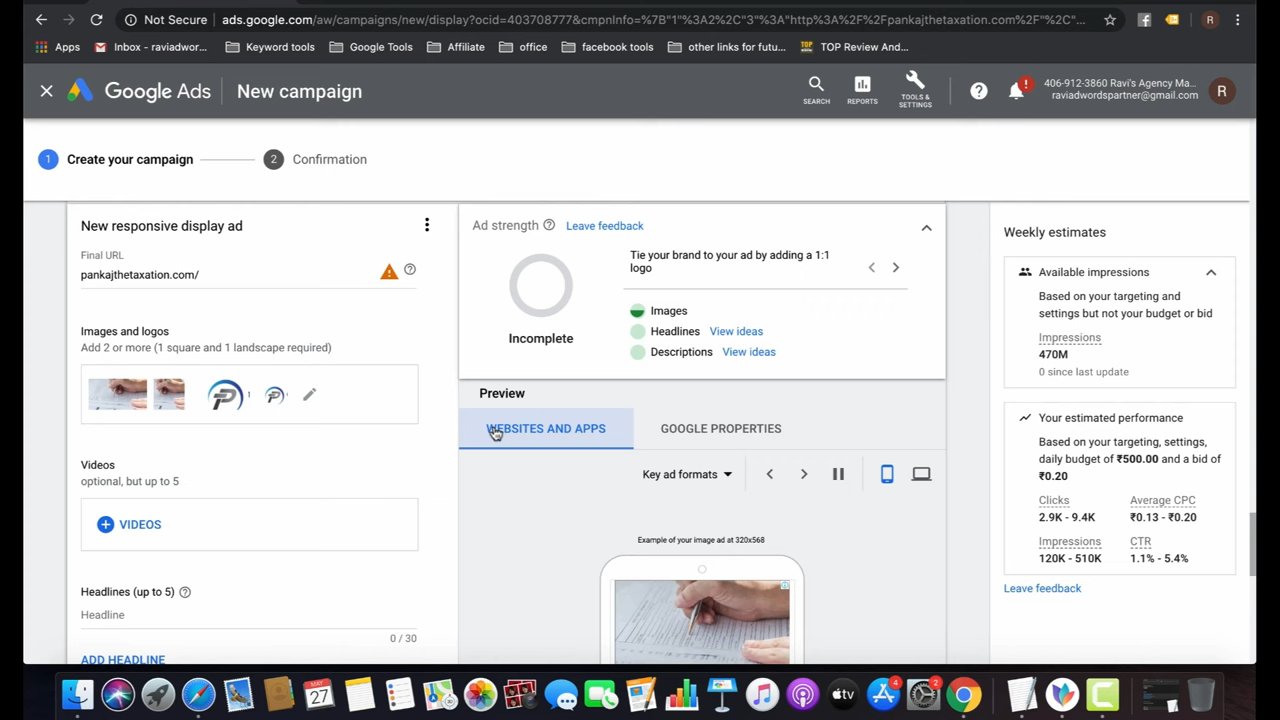 Not Secure
ads.google.com/aw/campaigns/new/display?ocid=403708777&cmpnInfo=%7B"1"%3A2%2C"3"%3A"http%3A%2F%2Fpankajthetaxation.com%2F"%2C"...
R
Apps
Inbox - raviadwor...
Keyword tools
Google Tools
Affiliate
office
facebook tools
other links for futu...
TOP Review And...
Google Ads
New campaign
SEARCH
REPORTS
TOOLS &
SETTINGS
406-912-3860 Ravi's Agency Ma...
raviadwordspartner@gmail.com
R
1 Create your campaign
2 Confirmation
New responsive display ad
Final URL
pankajthetaxation.com/
Images and logos
Add 2 or more (1 square and 1 landscape required)
Videos
optional, but up to 5
VIDEOS
Headlines (up to 5)
Headline
0 / 30
ADD HEADLINE
Ad strength
Leave feedback
Incomplete
Tie your brand to your ad by adding a 1:1
logo
Images
Headlines View ideas
Descriptions View ideas
Preview
WEBSITES AND APPS
GOOGLE PROPERTIES
Key ad formats
Example of your image ad at 320x568
Weekly estimates
Available impressions
Based on your targeting and
settings but not your budget or bid
Impressions
470M
0 since last update
Your estimated performance
Based on your targeting, settings,
daily budget of ₹500.00 and a bid of
₹0.20
Clicks
2.9K - 9.4K
Average CPC
₹0.13 - ₹0.20
Impressions
120K - 510K
CTR
1.1% - 5.4%
Leave feedback
MAY
27
tv
4
2